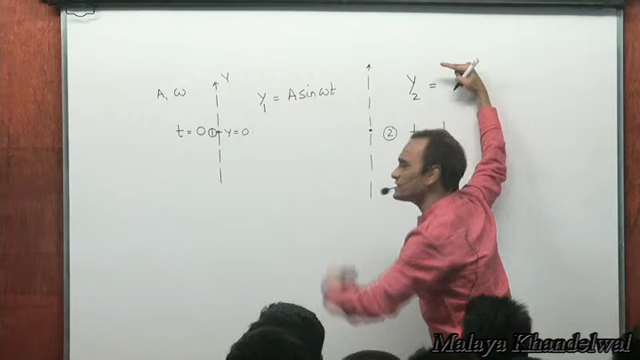 A, ω
Y
Y₁ = A sin ωt
Y₂ =
t = 0 ① Y = 0
②
Malaya Khandelwal